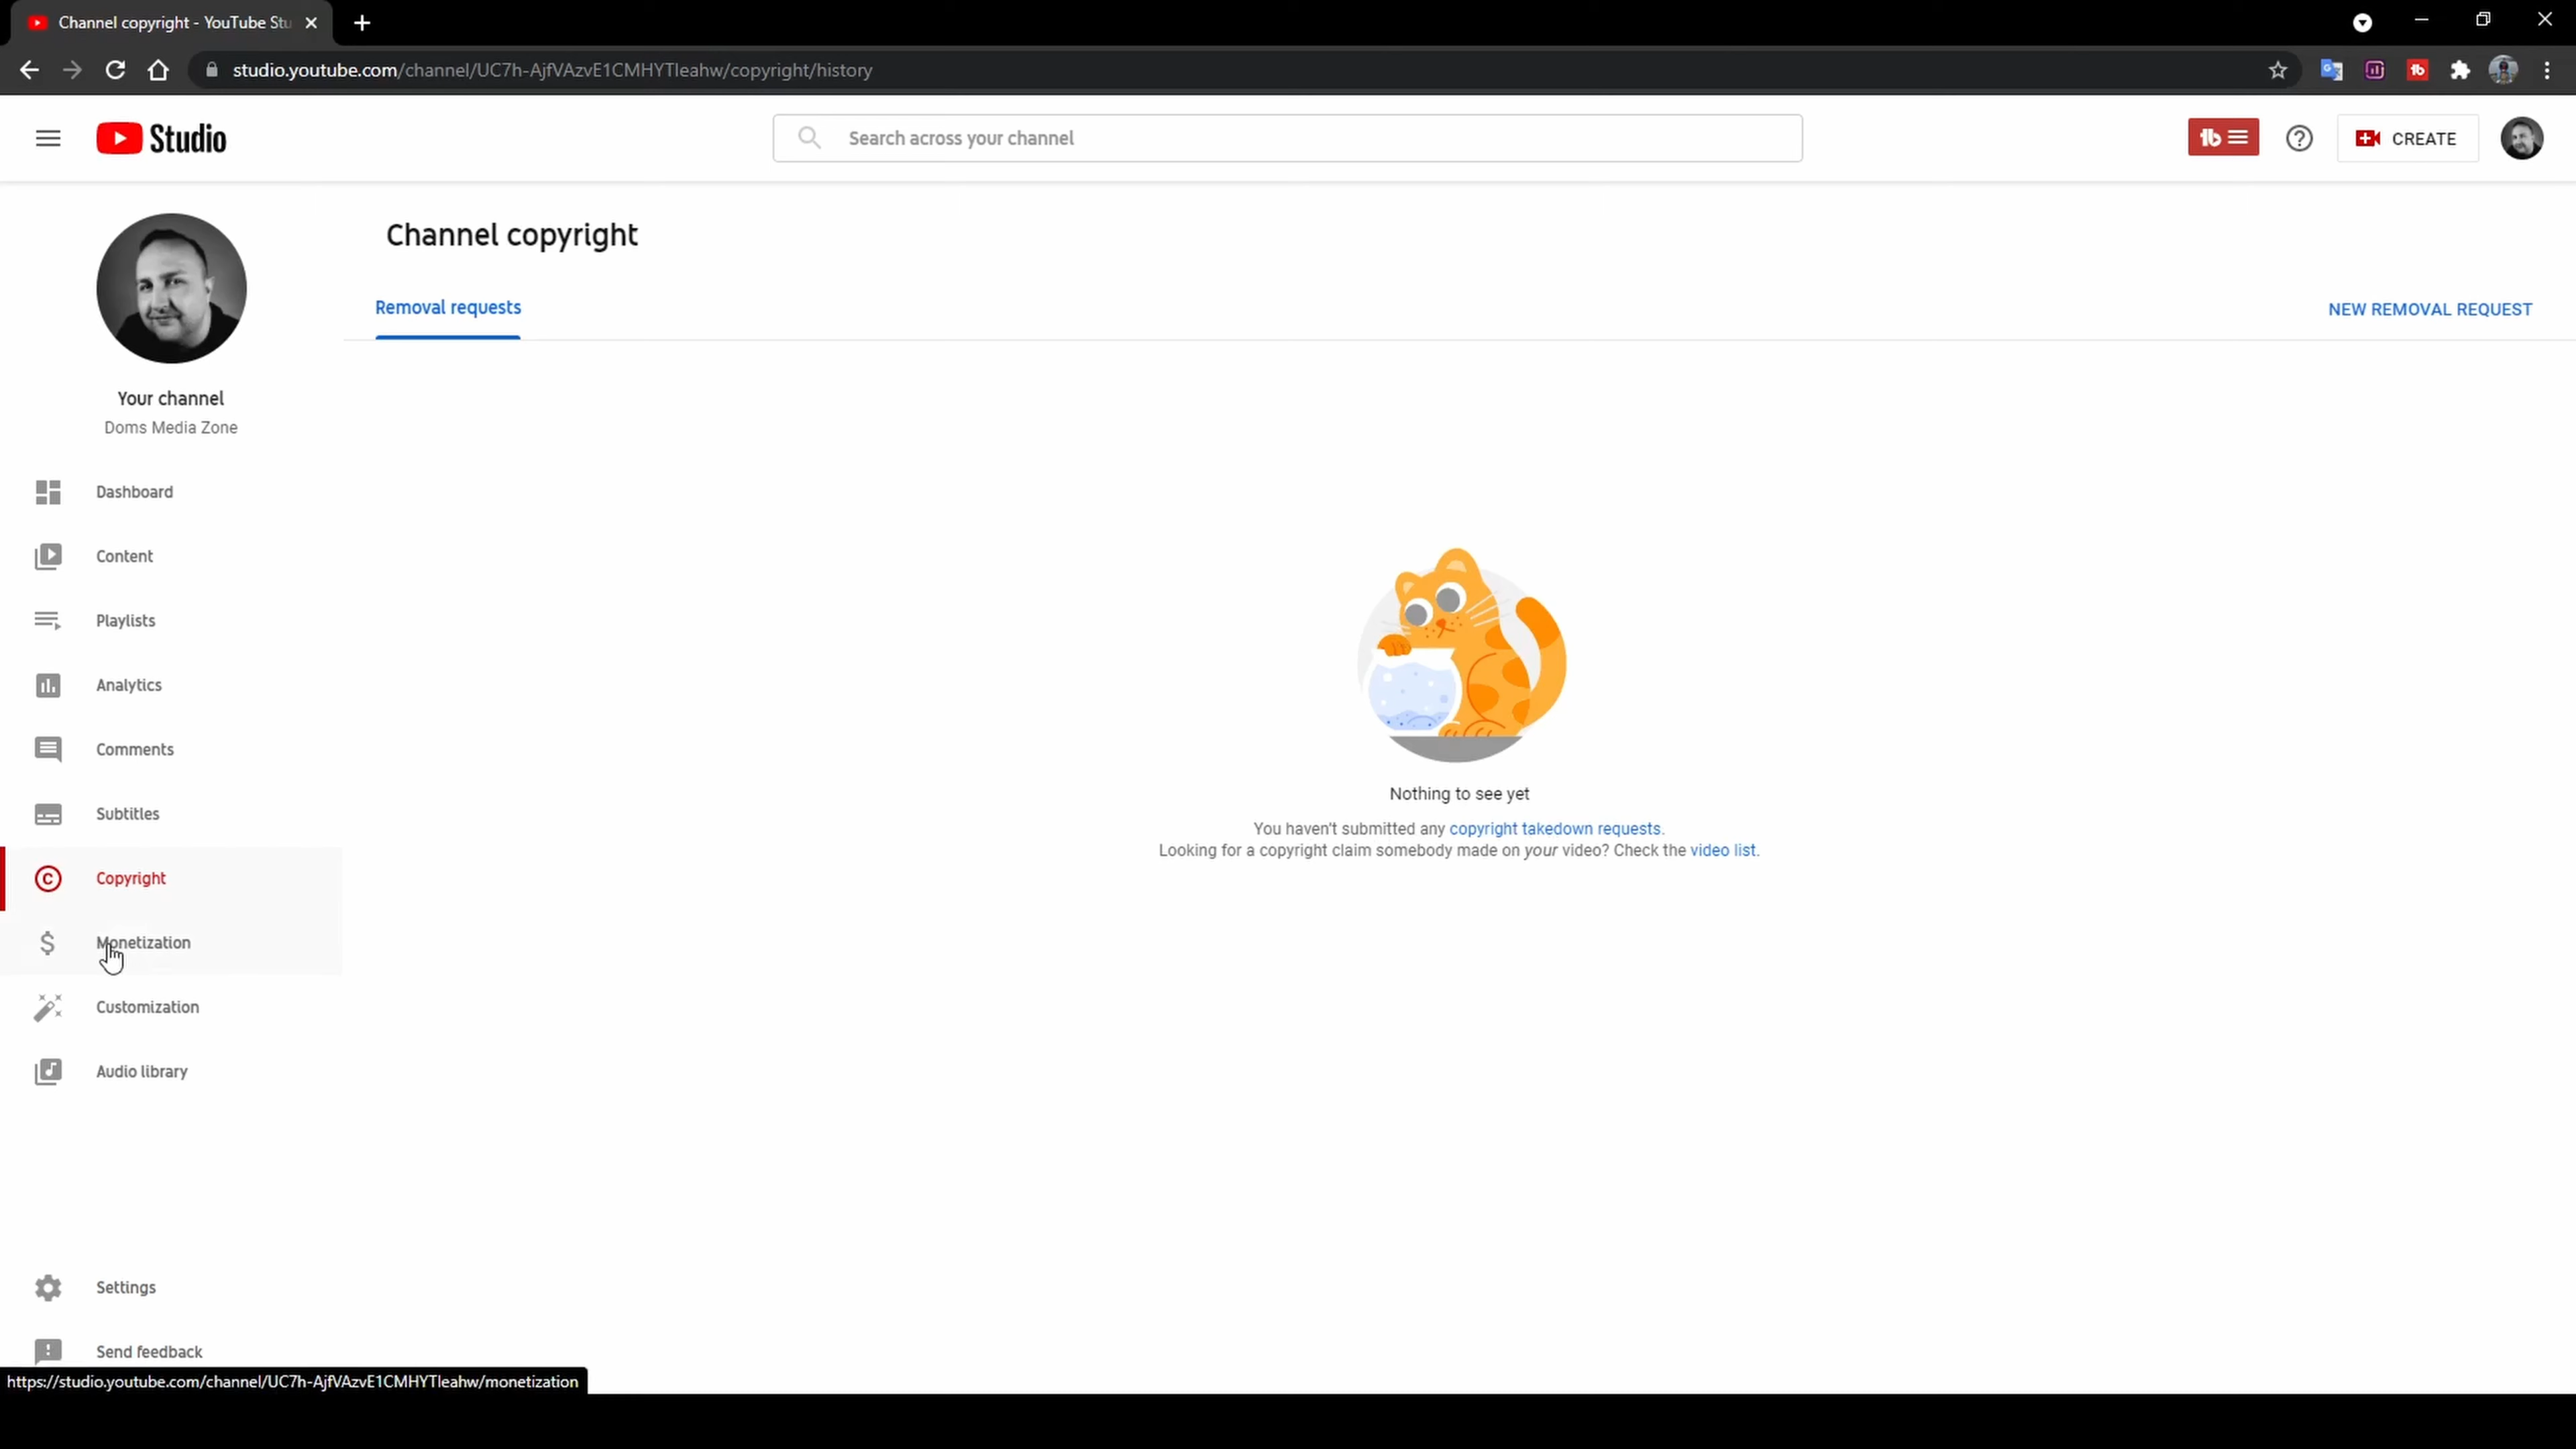 Channel copyright - YouTube Stu
studio.youtube.com/channel/UC7h-AjfVAzvE1CMHYTleahw/copyright/history
Studio
Search across your channel
CREATE
Channel copyright
Removal requests
NEW REMOVAL REQUEST
Your channel
Doms Media Zone
Dashboard
Content
Playlists
Analytics
Comments
Subtitles
Copyright
Monetization
Customization
Audio library
Nothing to see yet
You haven't submitted any copyright takedown requests.
Looking for a copyright claim somebody made on your video? Check the video list.
Settings
Send feedback
https://studio.youtube.com/channel/UC7h-AjfVAzvE1CMHYTleahw/monetization